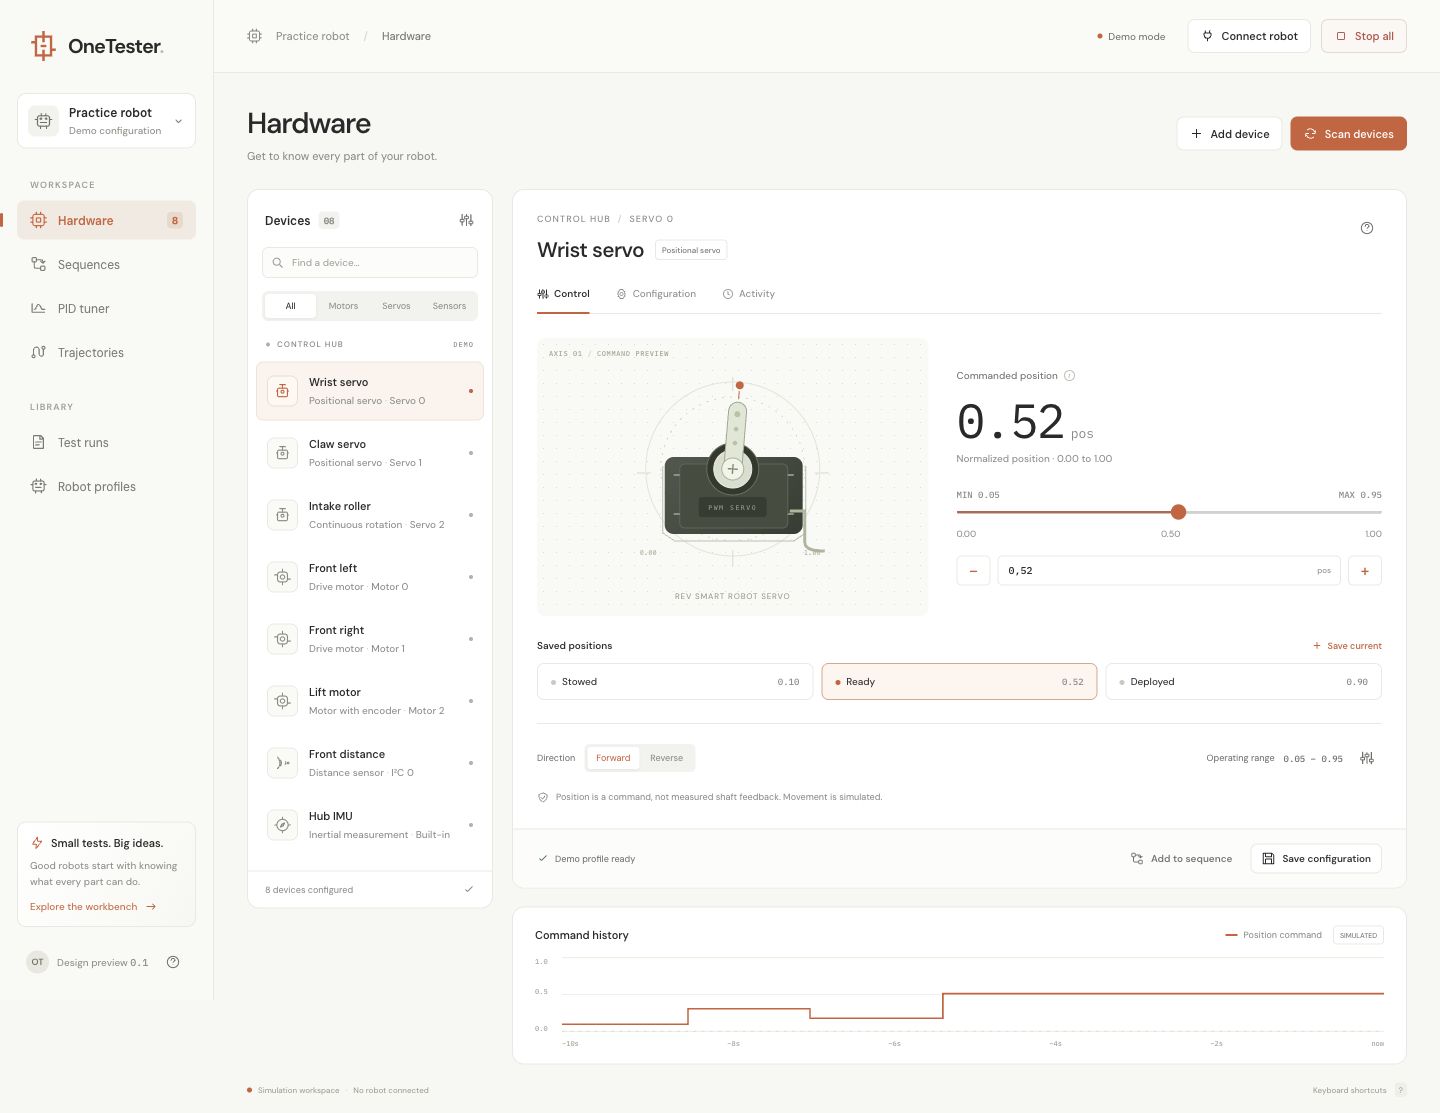 OneTester.
Practice robot
Demo configuration
WORKSPACE
Hardware 8
Sequences
PID tuner
Trajectories
LIBRARY
Test runs
Robot profiles
Small tests. Big ideas.
Good robots start with knowing
what every part can do.
Explore the workbench →
OT Design preview 0.1
Practice robot / Hardware
Demo mode
Connect robot
Stop all
Hardware
Get to know every part of your robot.
+ Add device
Scan devices
Devices 08
Find a device...
All Motors Servos Sensors
CONTROL HUB DEMO
Wrist servo
Positional servo · Servo 0
Claw servo
Positional servo · Servo 1
Intake roller
Continuous rotation · Servo 2
Front left
Drive motor · Motor 0
Front right
Drive motor · Motor 1
Lift motor
Motor with encoder · Motor 2
Front distance
Distance sensor · I²C 0
Hub IMU
Inertial measurement · Built-in
8 devices configured
CONTROL HUB / SERVO 0
Wrist servo Positional servo
Control Configuration Activity
AXIS 01 / COMMAND PREVIEW
PWM SERVO
0.00
REV SMART ROBOT SERVO
Commanded position
0.52 pos
Normalized position · 0.00 to 1.00
MIN 0.05 MAX 0.95
0.00 0.50 1.00
− 0,52 pos +
Saved positions + Save current
Stowed 0.10
Ready 0.52
Deployed 0.90
Direction Forward Reverse
Operating range 0.05 – 0.95
Position is a command, not measured shaft feedback. Movement is simulated.
Demo profile ready
Add to sequence
Save configuration
Command history
Position command SIMULATED
1.0
0.5
0.0
−10s −8s −6s −4s −2s now
Simulation workspace · No robot connected
Keyboard shortcuts ?